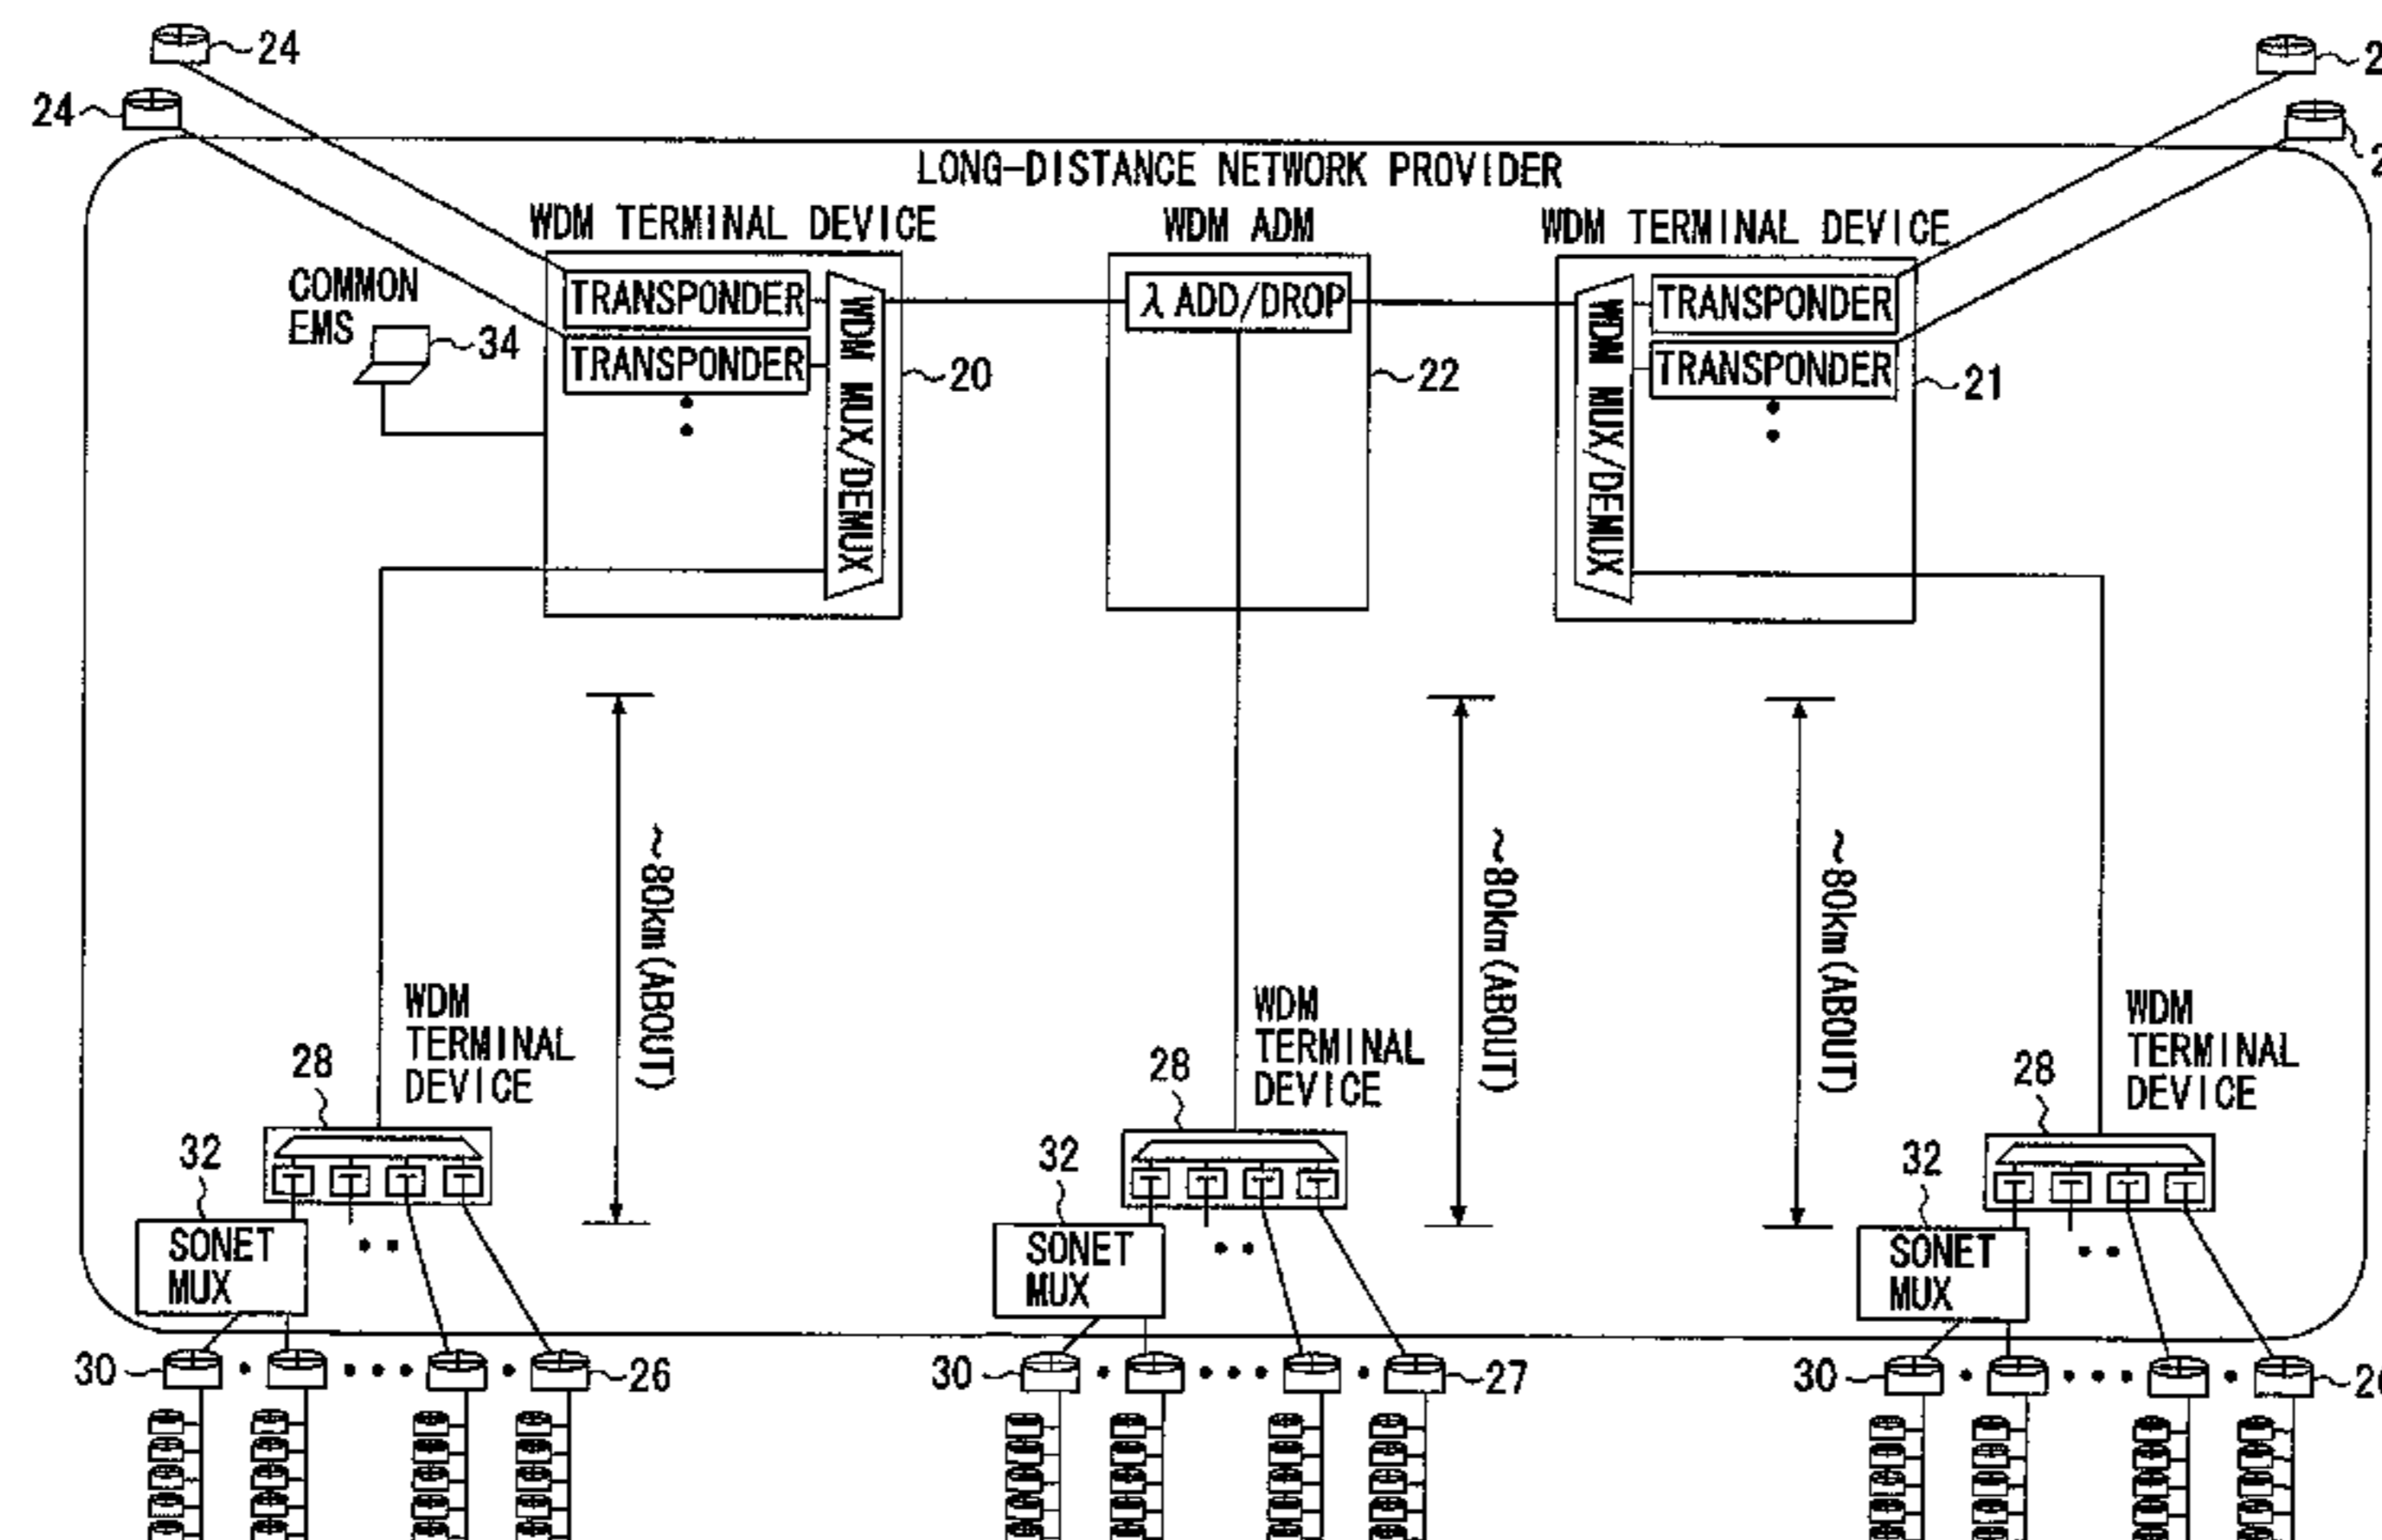 24
24
2
2
LONG-DISTANCE NETWORK PROVIDER
WDM TERMINAL DEVICE
WDM ADM
WDM TERMINAL DEVICE
COMMON
EMS
34
TRANSPONDER
TRANSPONDER
WDM MUX/DEMUX
20
λ ADD/DROP
22
WDM MUX/DEMUX
TRANSPONDER
TRANSPONDER
21
~80km(ABOUT)
~80km(ABOUT)
~80km(ABOUT)
WDM
TERMINAL
DEVICE
28
WDM
TERMINAL
DEVICE
28
WDM
TERMINAL
DEVICE
28
32
SONET
MUX
32
SONET
MUX
32
SONET
MUX
30
26
30
27
30